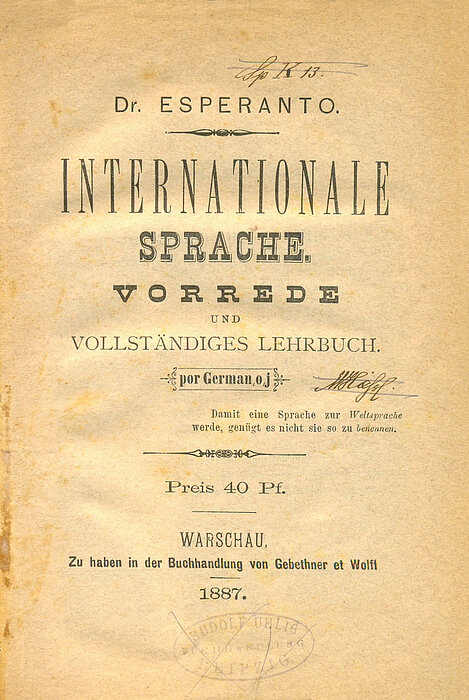 Sp K 13.
Dr. ESPERANTO.
INTERNATIONALE
SPRACHE.
VORREDE
UND
VOLLSTÄNDIGES LEHRBUCH.
por German,o,j
Damit eine Sprache zur Weltsprache
werde, genügt es nicht sie so zu benennen.
Preis 40 Pf.
WARSCHAU,
Zu haben in der Buchhandlung von Gebethner et Wolff
1887.
RUDOLF UHLIG
BUCHHANDLUNG
LEIPZIG.